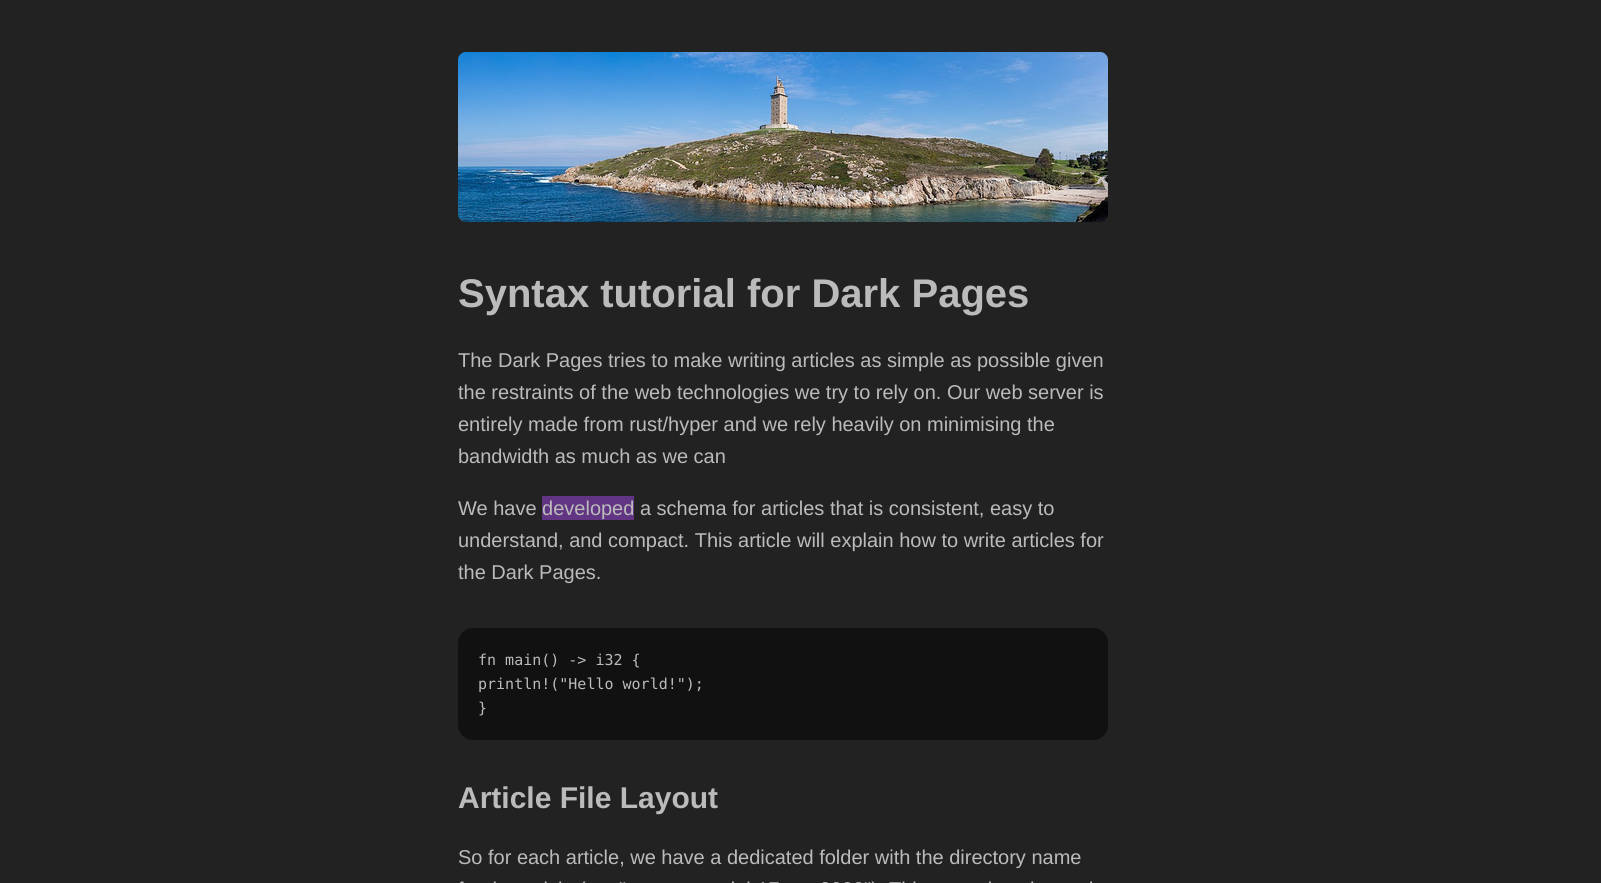 Syntax tutorial for Dark Pages
The Dark Pages tries to make writing articles as simple as possible given
the restraints of the web technologies we try to rely on. Our web server is
entirely made from rust/hyper and we rely heavily on minimising the
bandwidth as much as we can
We have developed a schema for articles that is consistent, easy to
understand, and compact. This article will explain how to write articles for
the Dark Pages.
fn main() -> i32 {
println!("Hello world!");
}
Article File Layout
So for each article, we have a dedicated folder with the directory name